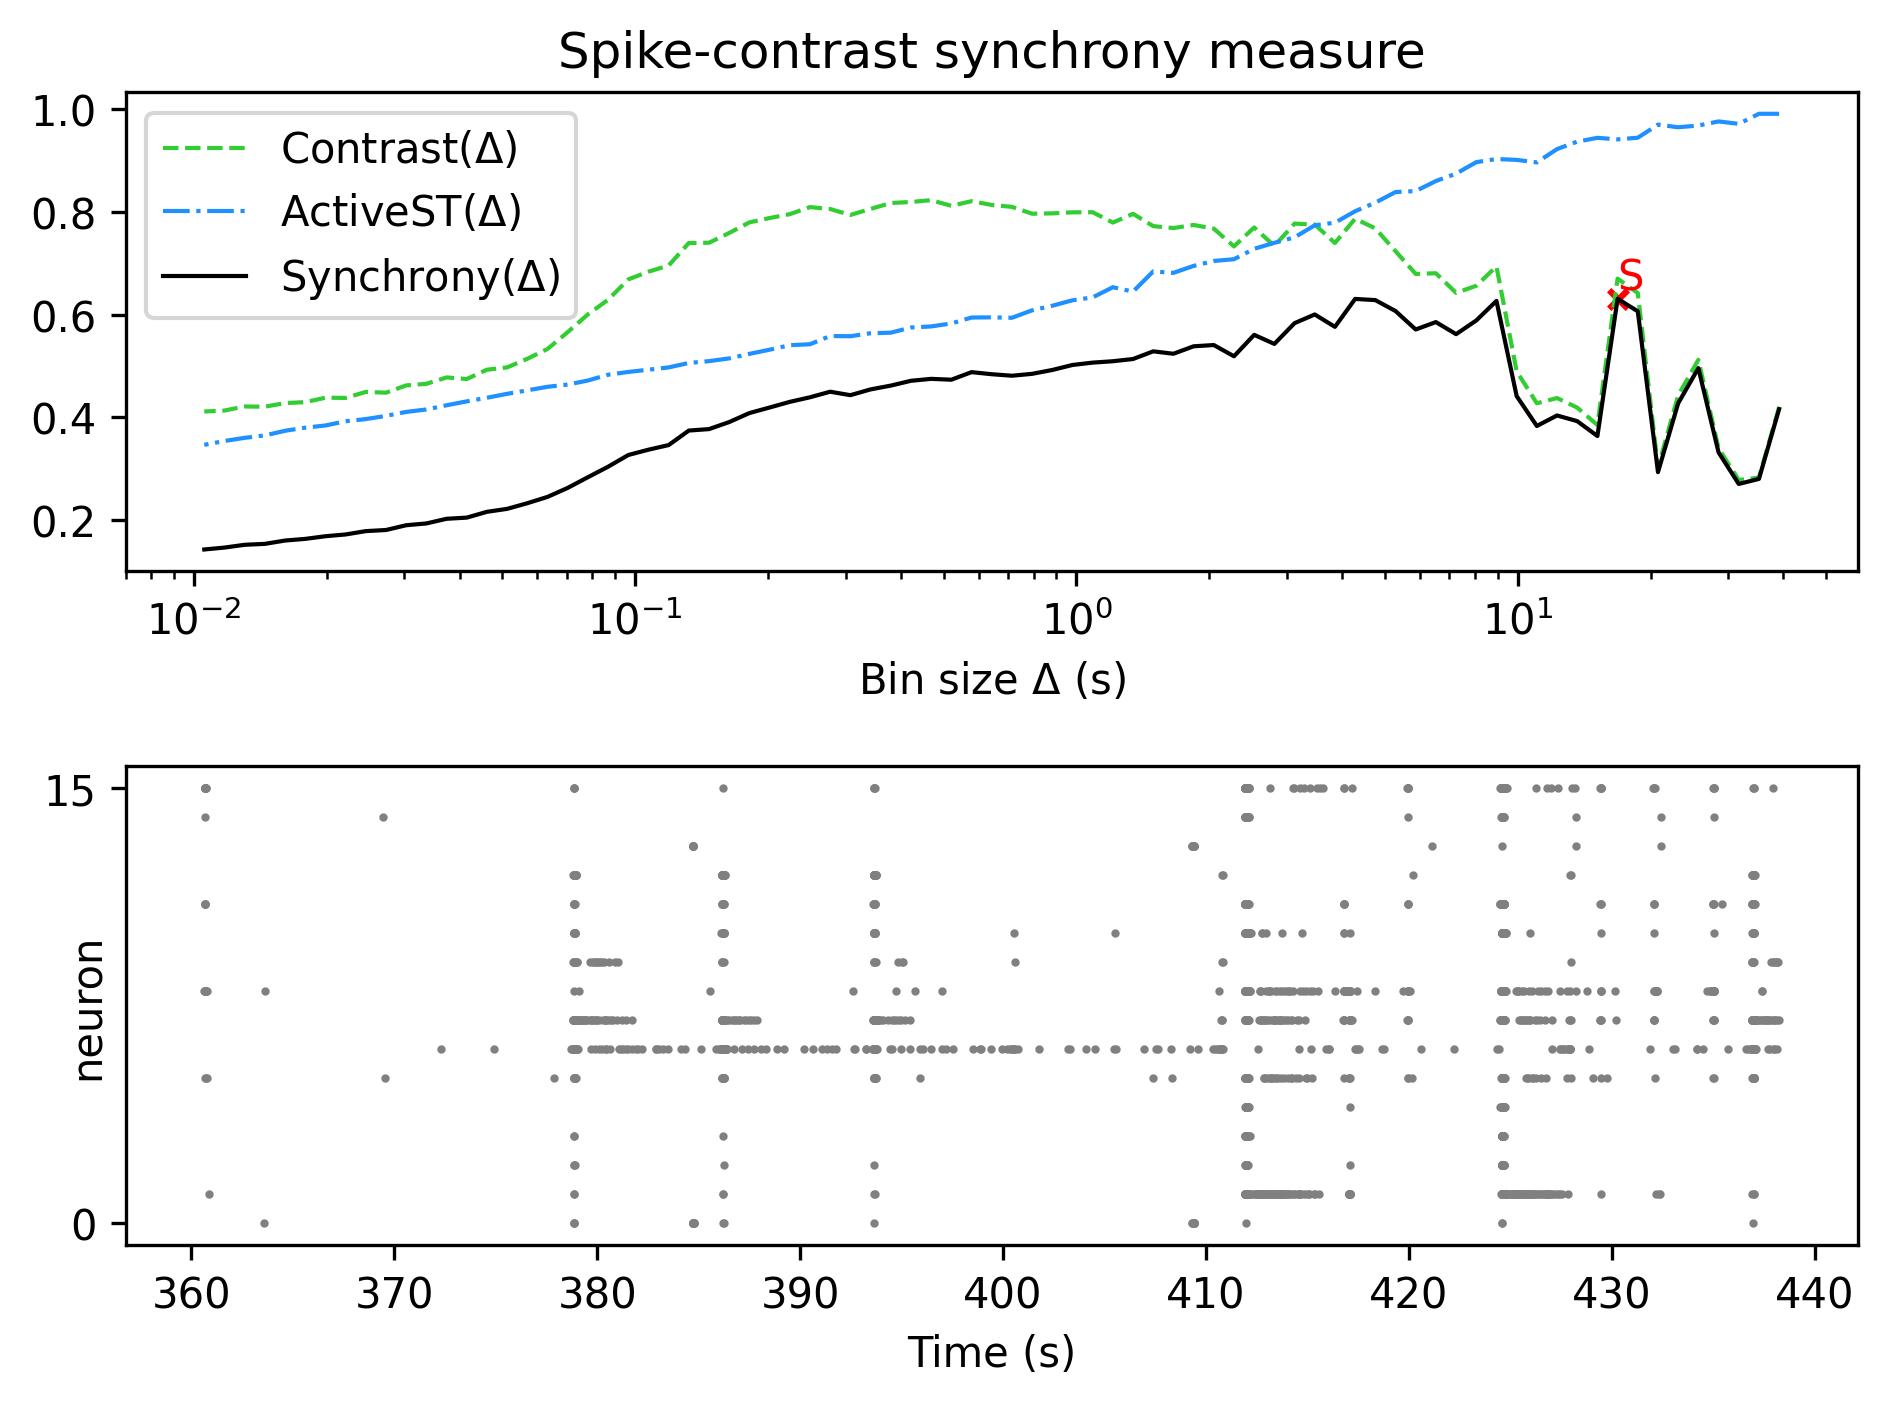 Spike-contrast synchrony measure
1.0
0.8
0.6
0.4
0.2
Contrast(Δ)
ActiveST(Δ)
Synchrony(Δ)
S
10⁻² 10⁻¹ 10⁰ 10¹
Bin size Δ (s)
15
0
neuron
360 370 380 390 400 410 420 430 440
Time (s)